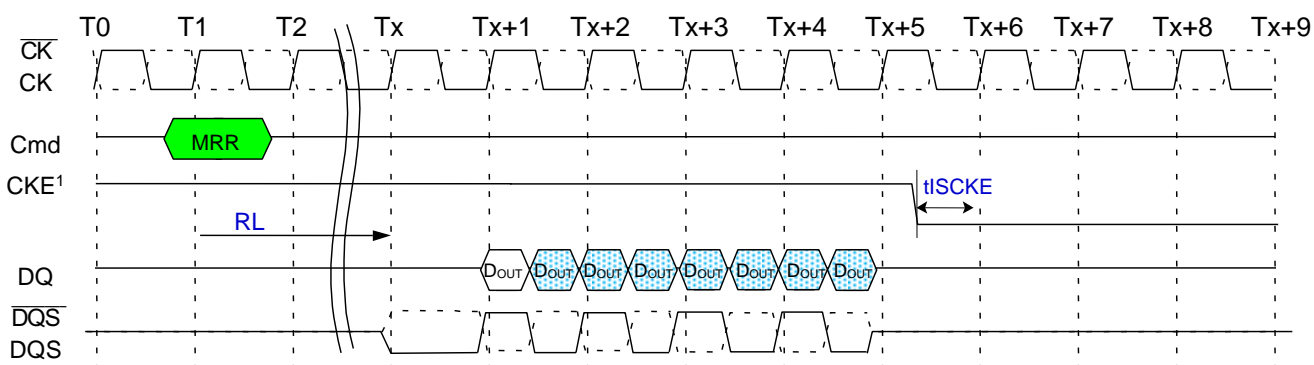 T0 T1 T2 Tx Tx+1 Tx+2 Tx+3 Tx+4 Tx+5 Tx+6 Tx+7 Tx+8 Tx+9
CK
CK
Cmd MRR
CKE1 tISCKE
RL
DQ DOUT DOUT DOUT DOUT DOUT DOUT DOUT DOUT
DQS
DQS